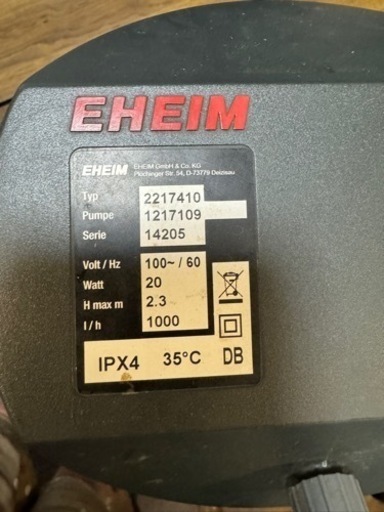 EHEIM
EHEIM EHEIM GmbH & Co. KG
Plochinger Str. 54, D-73779 Deizisau
Typ 2217410
Pumpe 1217109
Serie 14205
Volt / Hz 100~ / 60
Watt 20
H max m 2.3
l / h 1000
IPX4 35°C DB